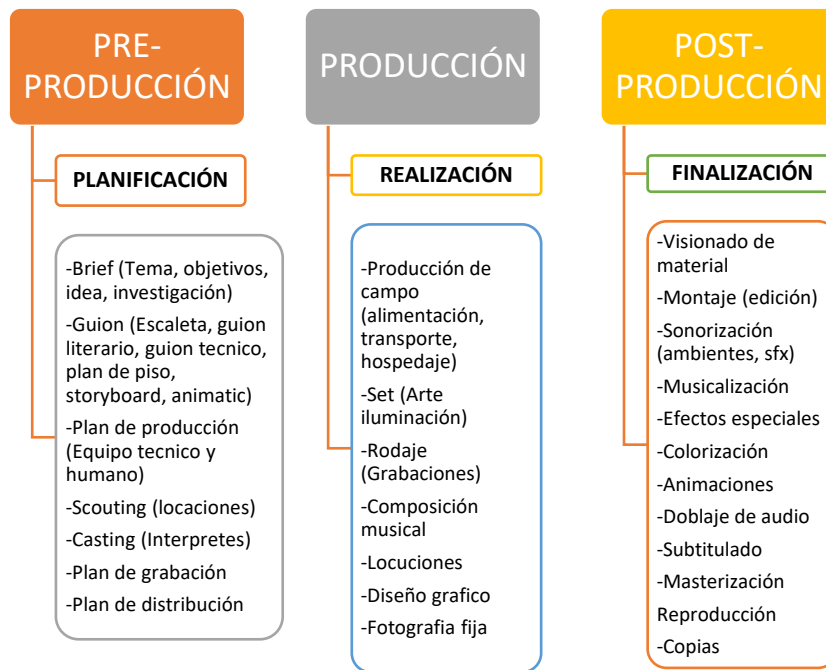 PRE-
PRODUCCIÓN
PLANIFICACIÓN
-Brief (Tema, objetivos,
idea, investigación)
-Guion (Escaleta, guion
literario, guion tecnico,
plan de piso,
storyboard, animatic)
-Plan de producción
(Equipo tecnico y
humano)
-Scouting (locaciones)
-Casting (Interpretes)
-Plan de grabación
-Plan de distribución
PRODUCCIÓN
REALIZACIÓN
-Producción de
campo
(alimentación,
transporte,
hospedaje)
-Set (Arte
iluminación)
-Rodaje
(Grabaciones)
-Composición
musical
-Locuciones
-Diseño grafico
-Fotografia fija
POST-
PRODUCCIÓN
FINALIZACIÓN
-Visionado de
material
-Montaje (edición)
-Sonorización
(ambientes, sfx)
-Musicalización
-Efectos especiales
-Colorización
-Animaciones
-Doblaje de audio
-Subtitulado
-Masterización
Reproducción
-Copias